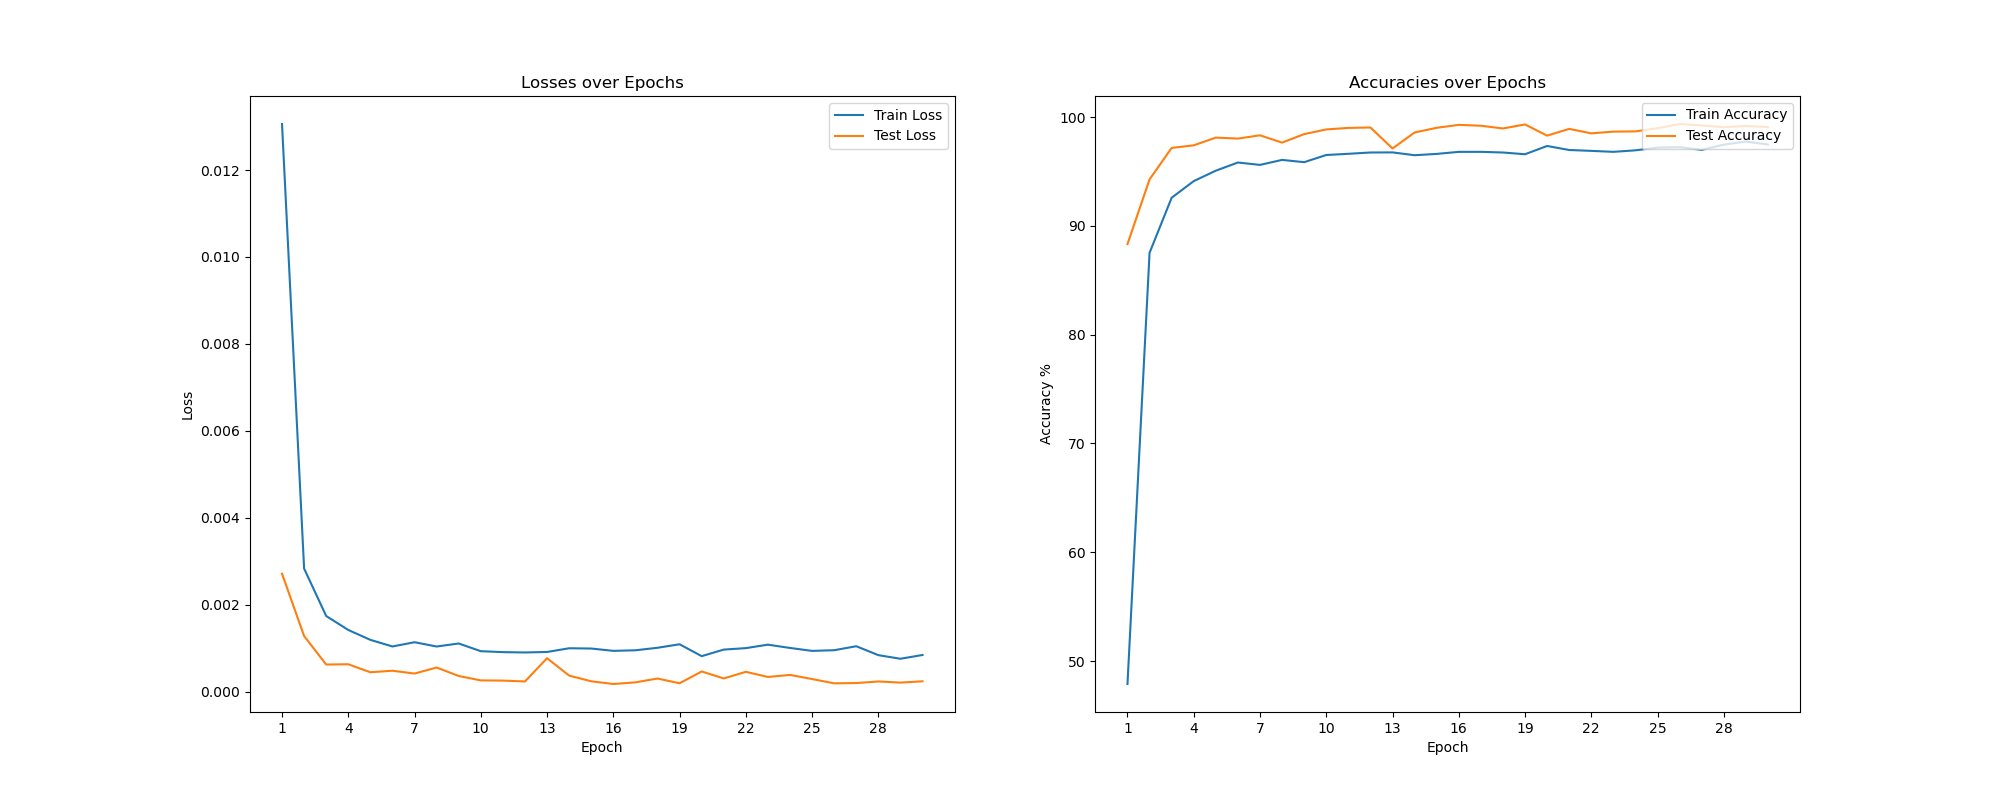 Losses over Epochs
Train Loss
Test Loss
0.012
0.010
0.008
0.006
0.004
0.002
0.000
Loss
1 4 7 10 13 16 19 22 25 28
Epoch
Accuracies over Epochs
Train Accuracy
Test Accuracy
100
90
80
70
60
50
Accuracy %
1 4 7 10 13 16 19 22 25 28
Epoch